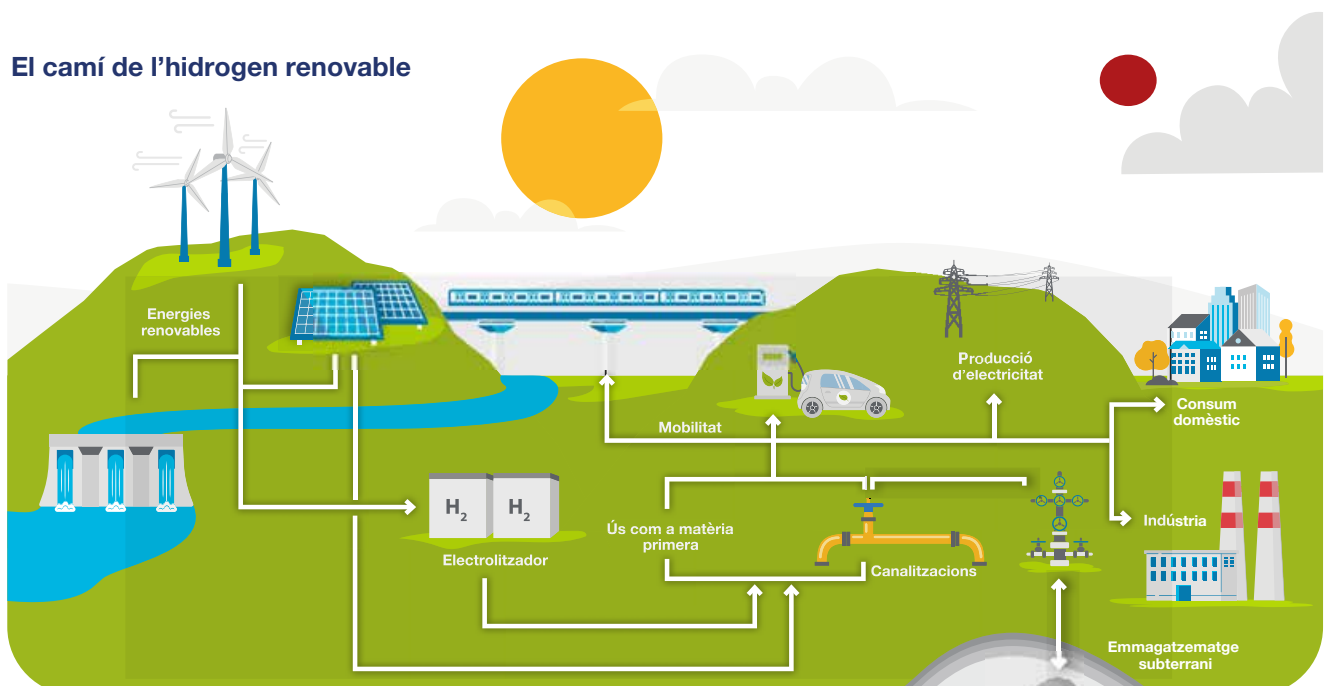 El camí de l'hidrogen renovable
Energies
renovables
Producció
d'electricitat
Consum
domèstic
Mobilitat
H2
H2
Electrolitzador
Ús com a matèria
primera
Canalitzacions
Indústria
Emmagatzematge
subterrani